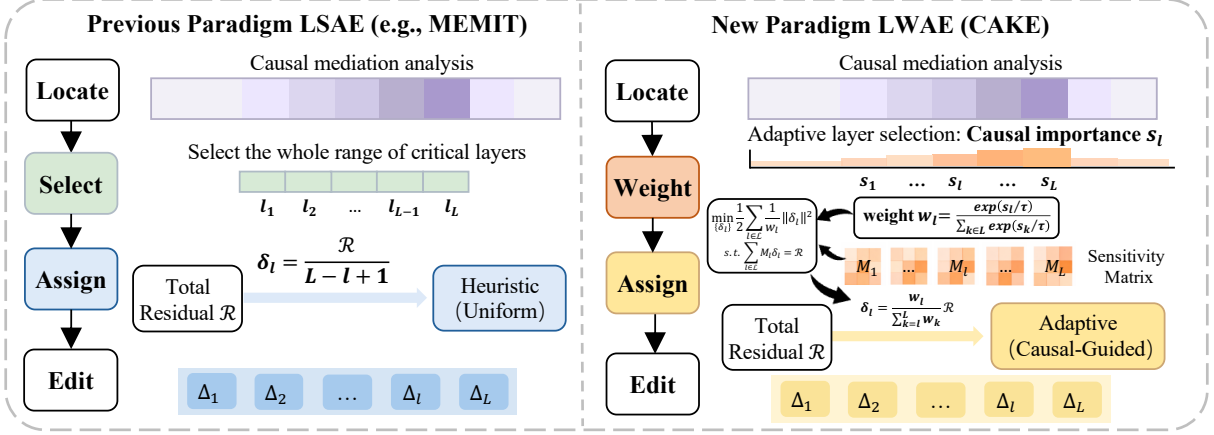 Previous Paradigm LSAE (e.g., MEMIT)
Locate
Causal mediation analysis
Select
Select the whole range of critical layers
l_1 l_2 ... l_{L-1} l_L
Assign
Total
Residual ℛ
δ_l = ℛ / (L − l + 1)
Heuristic
(Uniform)
Edit
Δ_1 Δ_2 ... Δ_l Δ_L
New Paradigm LWAE (CAKE)
Locate
Causal mediation analysis
Adaptive layer selection: Causal importance s_l
Weight
s_1 ... s_l ... s_L
weight w_l = exp(s_l/τ) / ∑_{k∈L} exp(s_k/τ)
min_{{δ_l}} 1/2 ∑_{l∈ℒ} 1/w_l ‖δ_l‖^2
s.t. ∑_{l∈ℒ} M_l δ_l = ℛ
M_1 ... M_l ... M_L
Sensitivity
Matrix
Assign
δ_l = w_l / ∑_{k=l}^{L} w_k ℛ
Total
Residual ℛ
Adaptive
(Causal-Guided)
Edit
Δ_1 Δ_2 ... Δ_l Δ_L